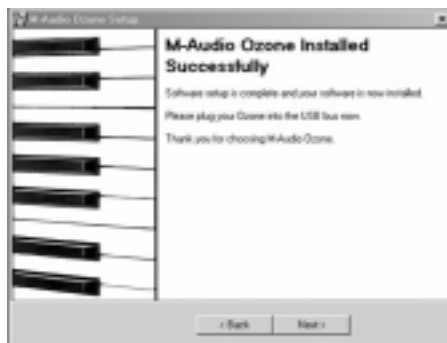 M-Audio Ozone Setup
M-Audio Ozone Installed
Successfully
Software setup is complete and your software is now installed.
Please plug your Ozone into the USB bus now.
Thank you for choosing M-Audio Ozone.
< Back
Next >